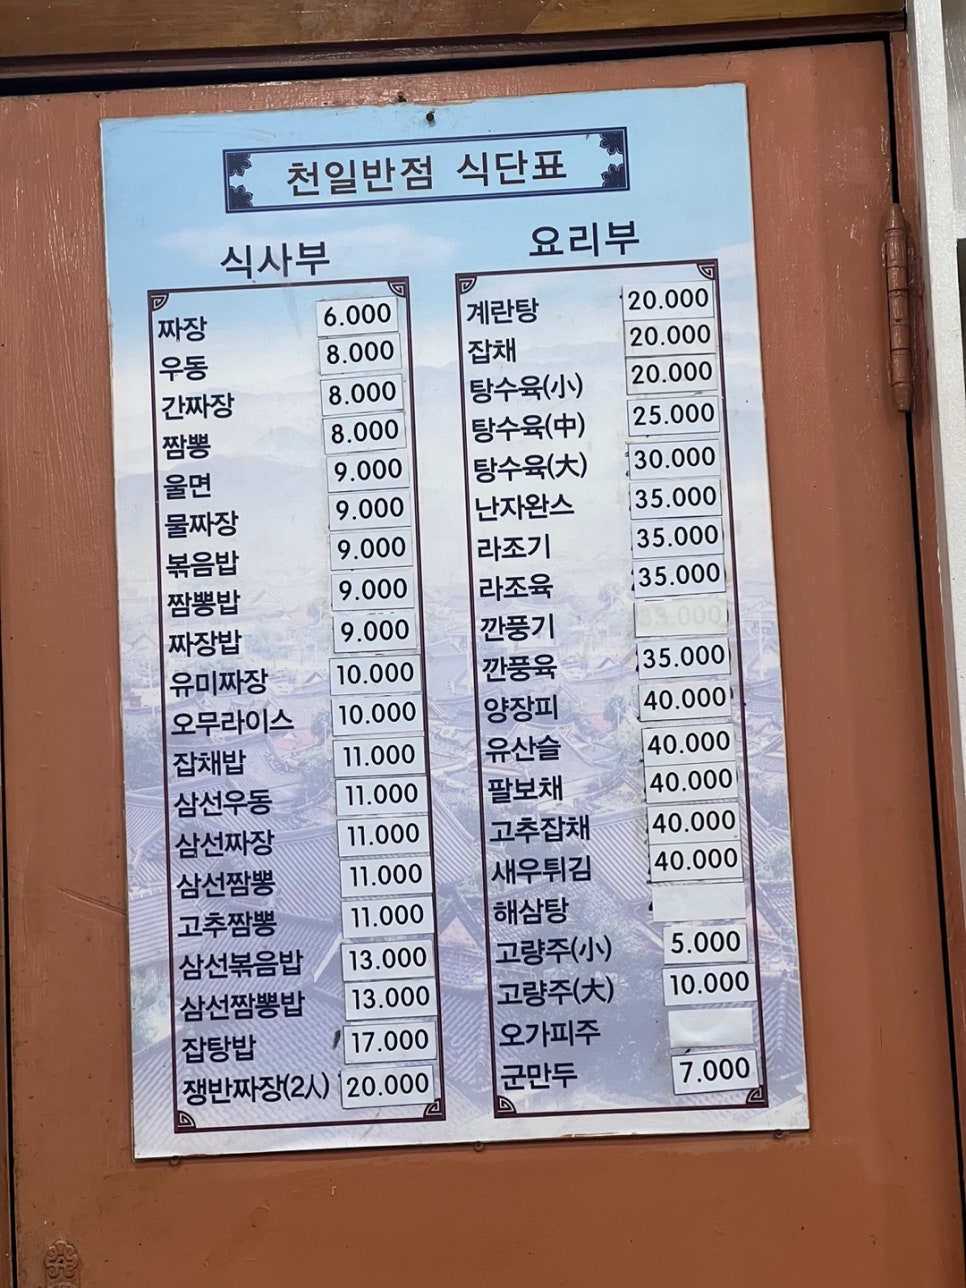 천일반점 식단표
식사부
짜장 6.000
우동 8.000
간짜장 8.000
짬뽕 8.000
울면 9.000
물짜장 9.000
볶음밥 9.000
짬뽕밥 9.000
짜장밥 9.000
유미짜장 10.000
오무라이스 10.000
잡채밥 11.000
삼선우동 11.000
삼선짜장 11.000
삼선짬뽕 11.000
고추짬뽕 11.000
삼선볶음밥 13.000
삼선짬뽕밥 13.000
잡탕밥 17.000
쟁반짜장(2人) 20.000
요리부
계란탕 20.000
잡채 20.000
탕수육(小) 20.000
탕수육(中) 25.000
탕수육(大) 30.000
난자완스 35.000
라조기 35.000
라조육 35.000
깐풍기
깐풍육 35.000
양장피 40.000
유산슬 40.000
팔보채 40.000
고추잡채 40.000
새우튀김 40.000
해삼탕
고량주(小) 5.000
고량주(大) 10.000
오가피주
군만두 7.000